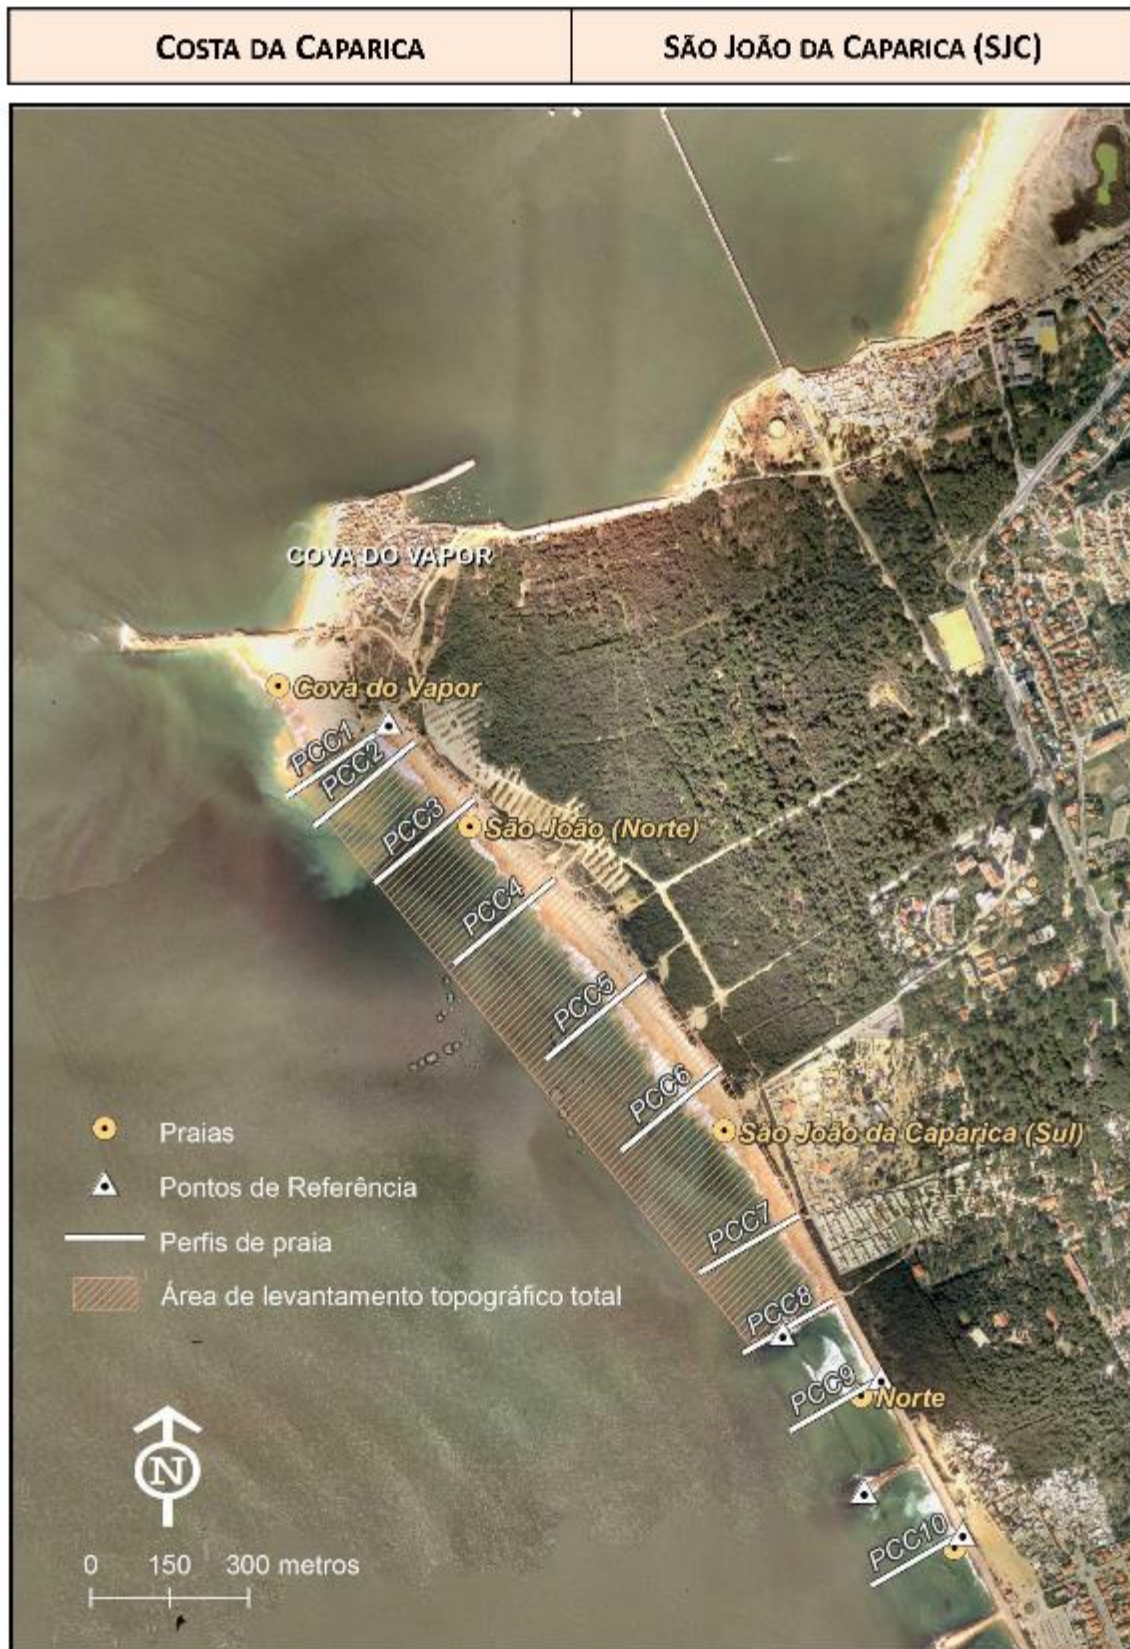 COSTA DA CAPARICA
SÃO JOÃO DA CAPARICA (SJC)
COVA DO VAPOR
Cova do Vapor
PCC1
PCC2
PCC3
São João (Norte)
PCC4
PCC5
PCC6
São João da Caparica (Sul)
PCC7
PCC8
PCC9
Norte
PCC10
Praias
Pontos de Referência
Perfis de praia
Área de levantamento topográfico total
N
0 150 300 metros